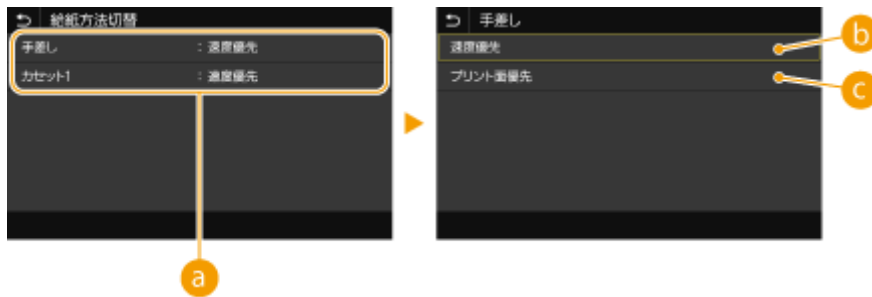 給紙方法切替
手差し : 速度優先
カセット1 : 速度優先
a
手差し
速度優先
プリント面優先
b
c